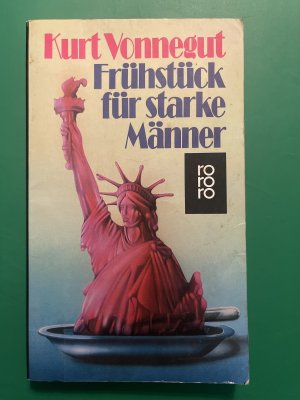 Kurt Vonnegut
Frühstück
für starke
Männer
ro
ro
ro